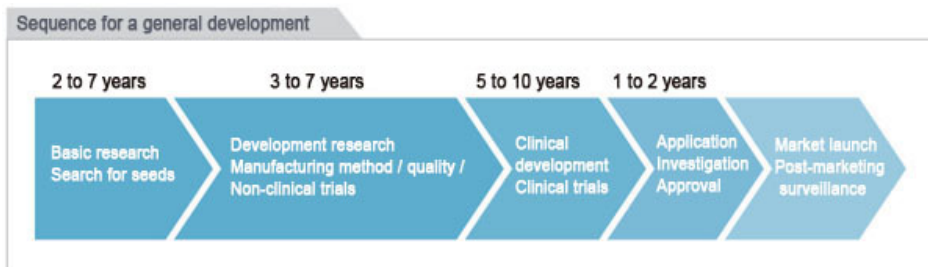 Sequence for a general development
2 to 7 years
3 to 7 years
5 to 10 years
1 to 2 years
Basic research
Search for seeds
Development research
Manufacturing method / quality /
Non-clinical trials
Clinical
development
Clinical trials
Application
Investigation
Approval
Market launch
Post-marketing
surveillance